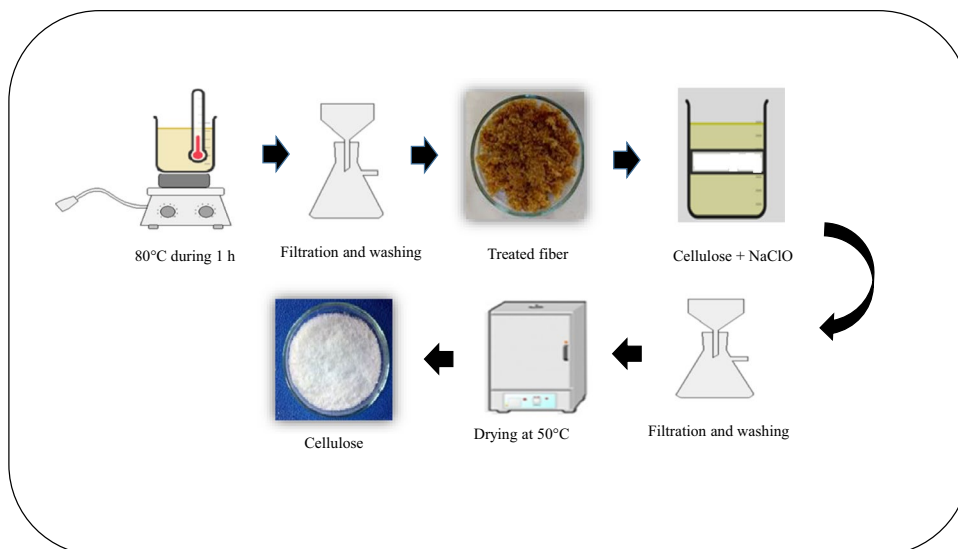 80°C during 1 h
Filtration and washing
Treated fiber
Cellulose + NaClO
Filtration and washing
Drying at 50°C
Cellulose